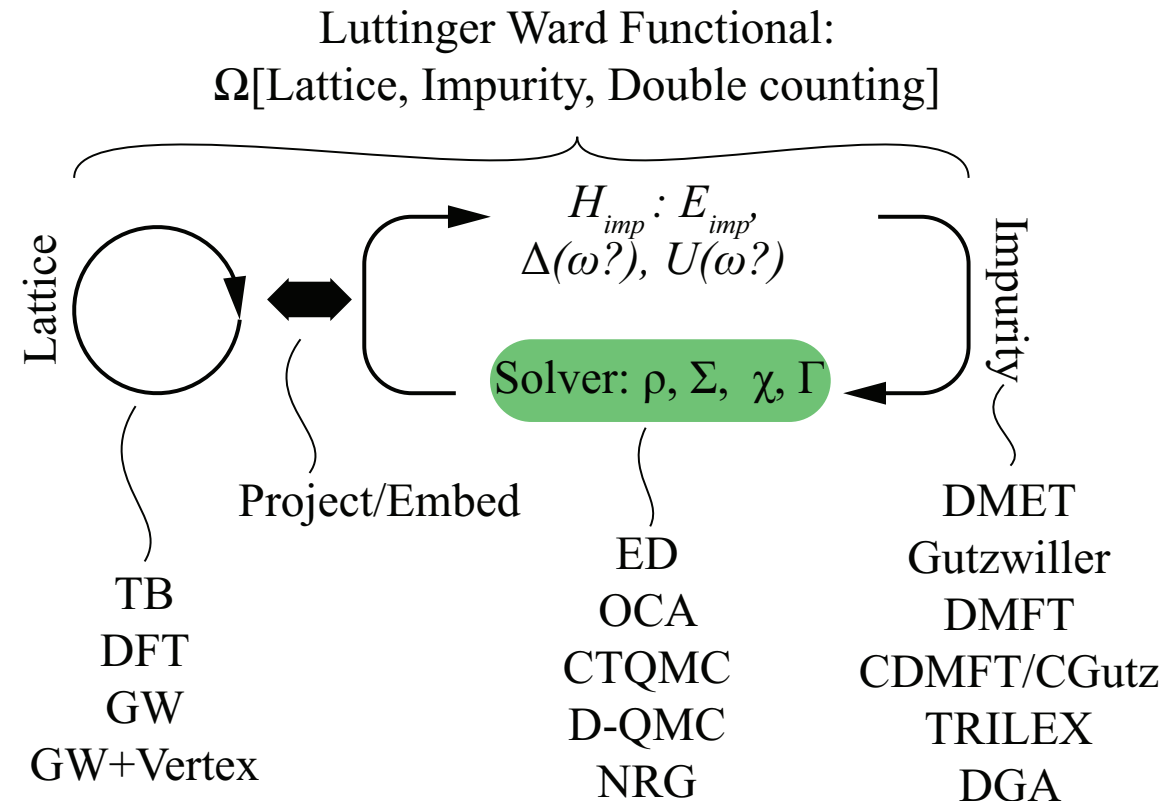 Luttinger Ward Functional:
Ω[Lattice, Impurity, Double counting]
Lattice
H_imp : E_imp,
Δ(ω?), U(ω?)
Impurity
Solver: ρ, Σ, χ, Γ
Project/Embed
TB
DFT
GW
GW+Vertex
ED
OCA
CTQMC
D-QMC
NRG
DMET
Gutzwiller
DMFT
CDMFT/CGutz
TRILEX
DGA